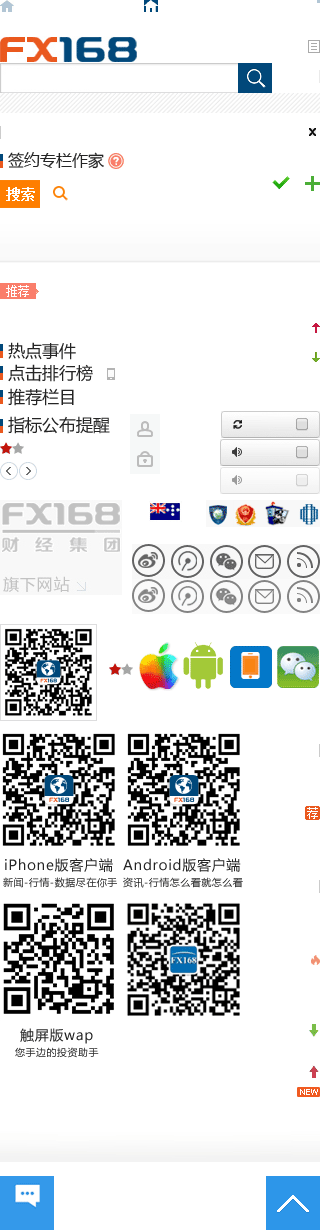 FX168
签约专栏作家
搜索
推荐
热点事件
点击排行榜
推荐栏目
指标公布提醒
FX168
财经集团
旗下网站
FX168
FX168
FX168
iPhone版客户端
Android版客户端
新闻-行情-数据尽在你手
资讯-行情怎么看就怎么看
FX168
荐
触屏版wap
您手边的投资助手
NEW